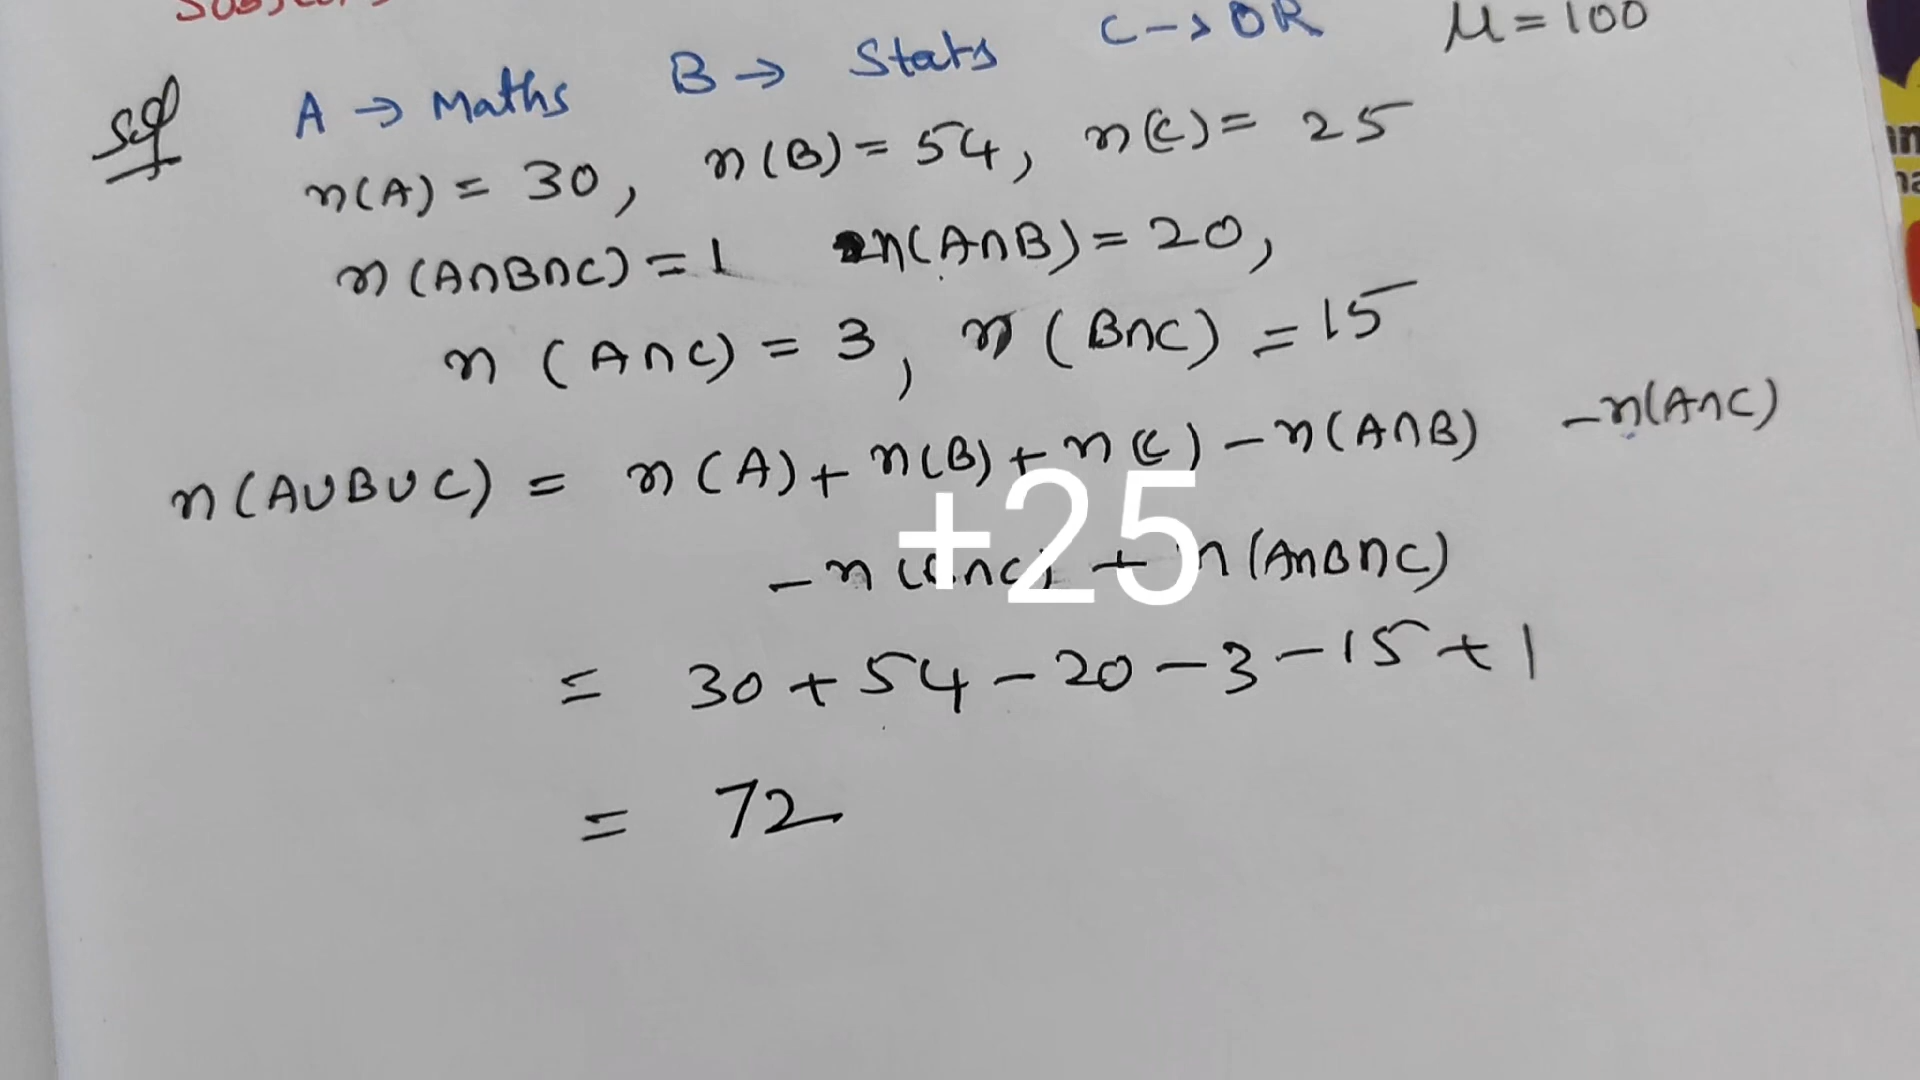 Sol A → Maths B → Stats C → OR μ = 100
n(A) = 30, n(B) = 54, n(C) = 25
n(A∩B∩C) = 1 n(A∩B) = 20,
n(A∩C) = 3, n(B∩C) = 15
n(A∪B∪C) = n(A) + n(B) + n(C) - n(A∩B) - n(A∩C)
- n(B∩C) + n(A∩B∩C)
+25
= 30 + 54 - 20 - 3 - 15 + 1
= 72